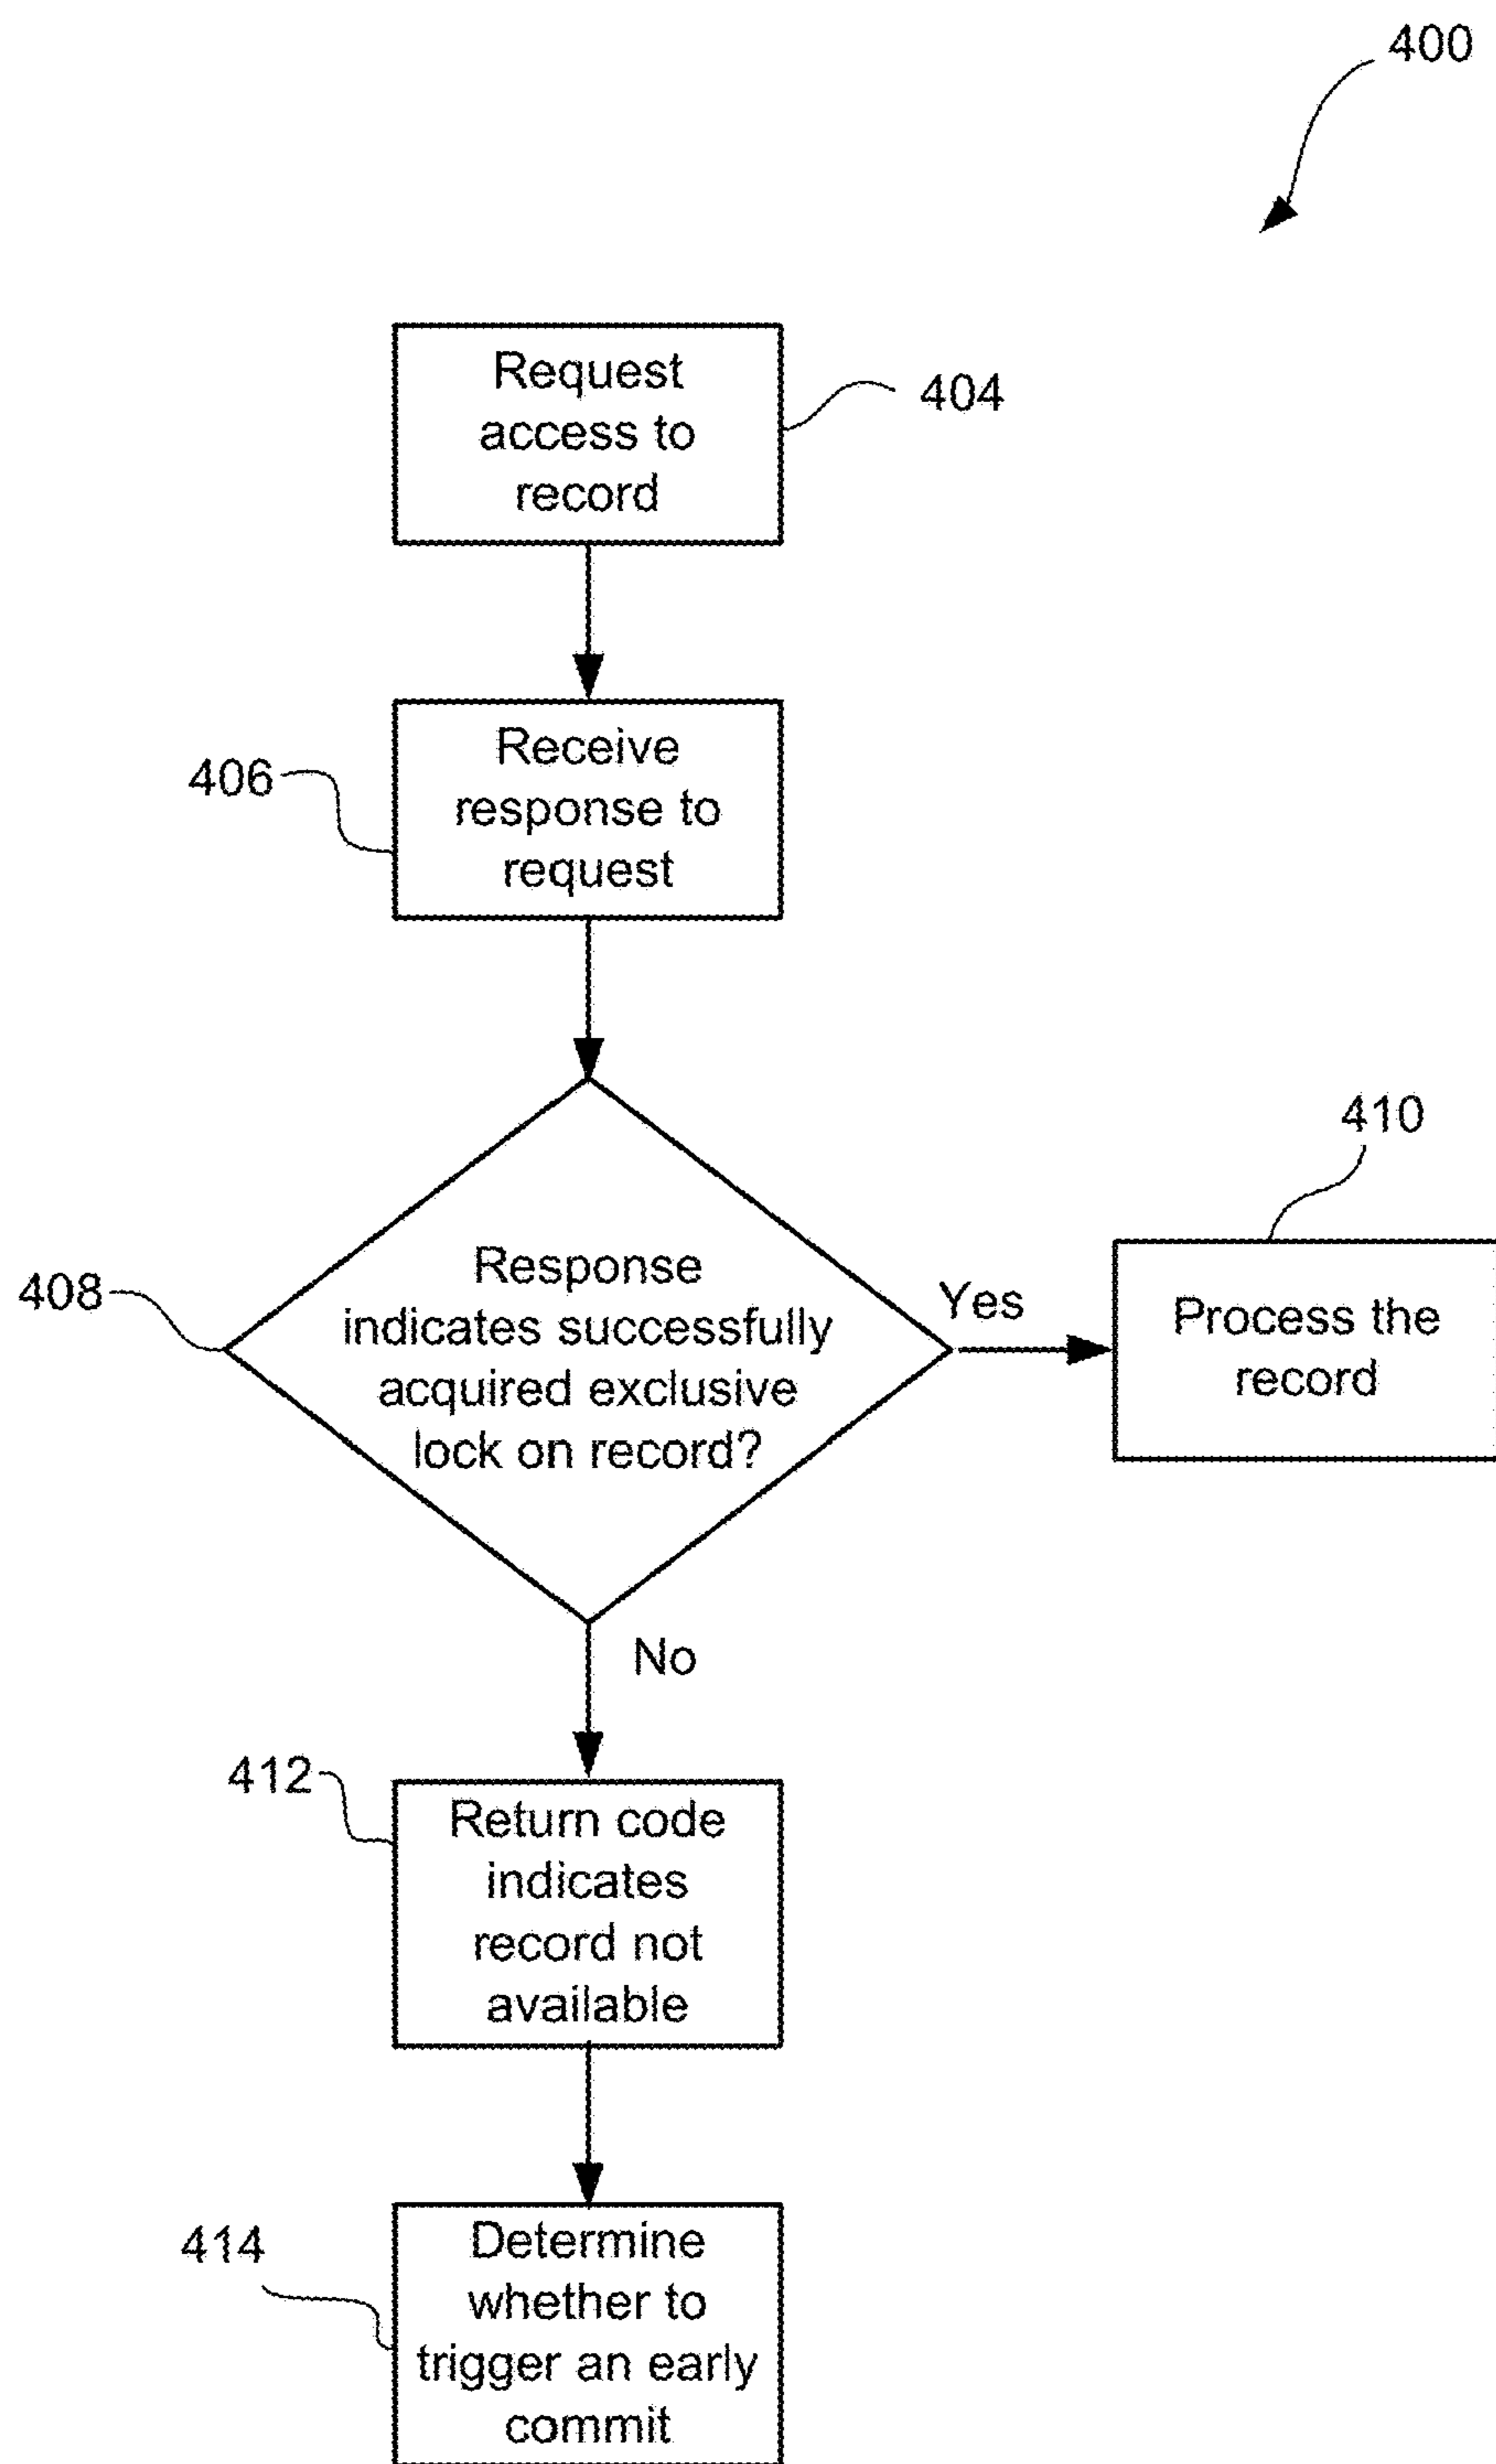 400
Request
access to
record
404
406
Receive
response to
request
408
Response
indicates successfully
acquired exclusive
lock on record?
Yes
410
Process the
record
No
412
Return code
indicates
record not
available
414
Determine
whether to
trigger an early
commit